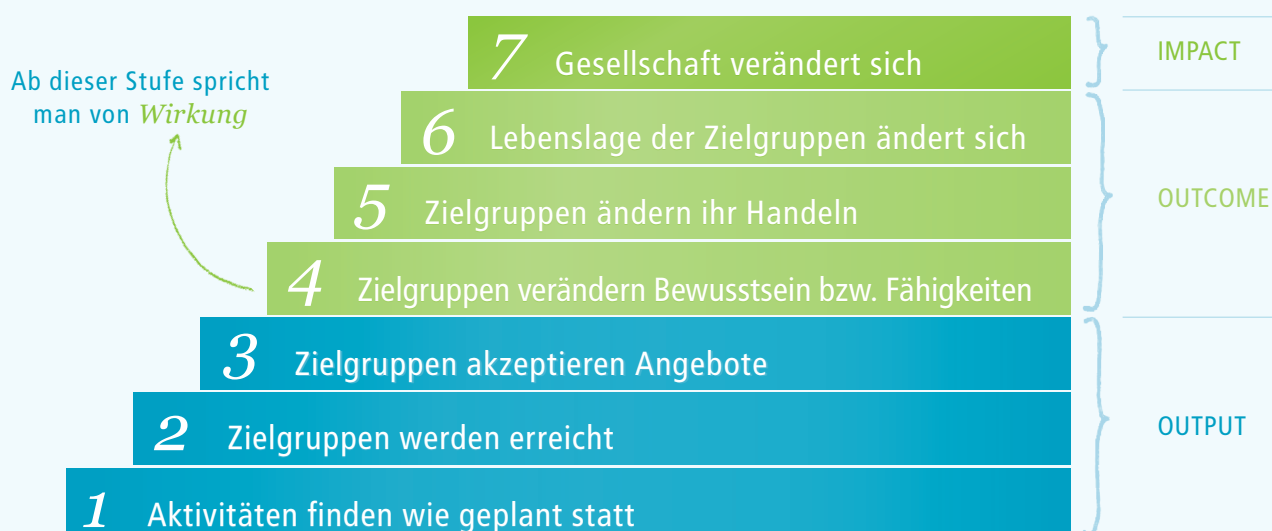 7 Gesellschaft verändert sich
IMPACT
Ab dieser Stufe spricht
man von Wirkung
6 Lebenslage der Zielgruppen ändert sich
5 Zielgruppen ändern ihr Handeln
OUTCOME
4 Zielgruppen verändern Bewusstsein bzw. Fähigkeiten
3 Zielgruppen akzeptieren Angebote
2 Zielgruppen werden erreicht
OUTPUT
1 Aktivitäten finden wie geplant statt